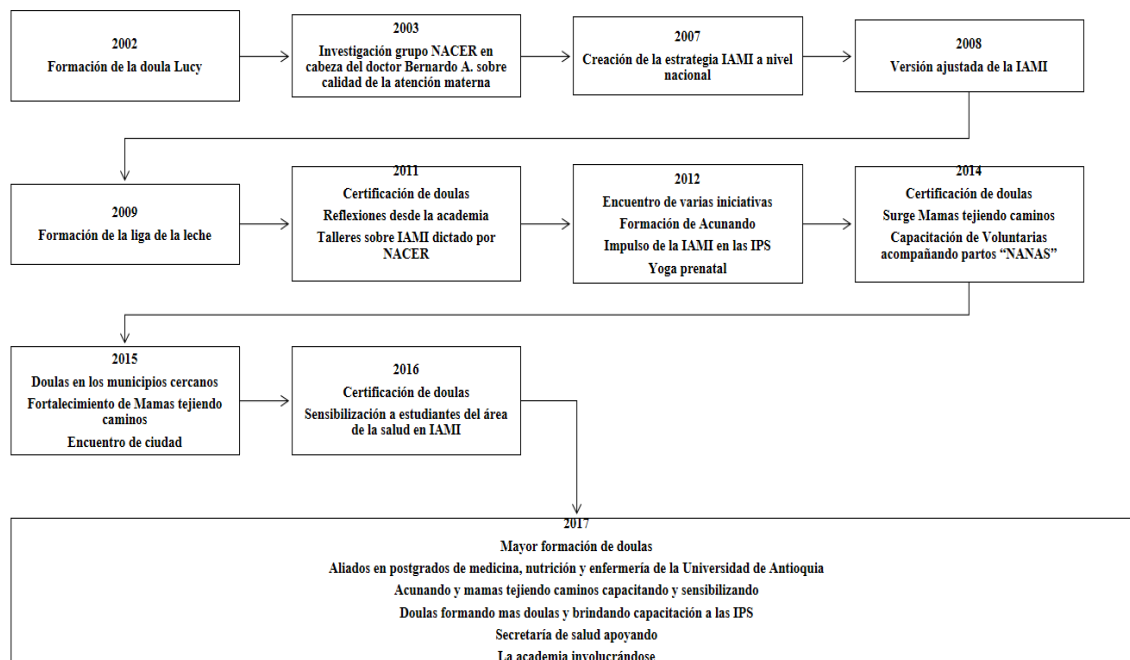 2002
Formación de la doula Lucy
2003
Investigación grupo NACER en
cabeza del doctor Bernardo A. sobre
calidad de la atención materna
2007
Creación de la estrategia IAMI a nivel
nacional
2008
Versión ajustada de la IAMI
2009
Formación de la liga de la leche
2011
Certificación de doulas
Reflexiones desde la academia
Talleres sobre IAMI dictado por
NACER
2012
Encuentro de varias iniciativas
Formación de Acunando
Impulso de la IAMI en las IPS
Yoga prenatal
2014
Certificación de doulas
Surge Mamas tejiendo caminos
Capacitación de Voluntarias
acompañando partos “NANAS”
2015
Doulas en los municipios cercanos
Fortalecimiento de Mamas tejiendo
caminos
Encuentro de ciudad
2016
Certificación de doulas
Sensibilización a estudiantes del área
de la salud en IAMI
2017
Mayor formación de doulas
Aliados en postgrados de medicina, nutrición y enfermería de la Universidad de Antioquia
Acunando y mamas tejiendo caminos capacitando y sensibilizando
Doulas formando mas doulas y brindando capacitación a las IPS
Secretaría de salud apoyando
La academia involucrándose